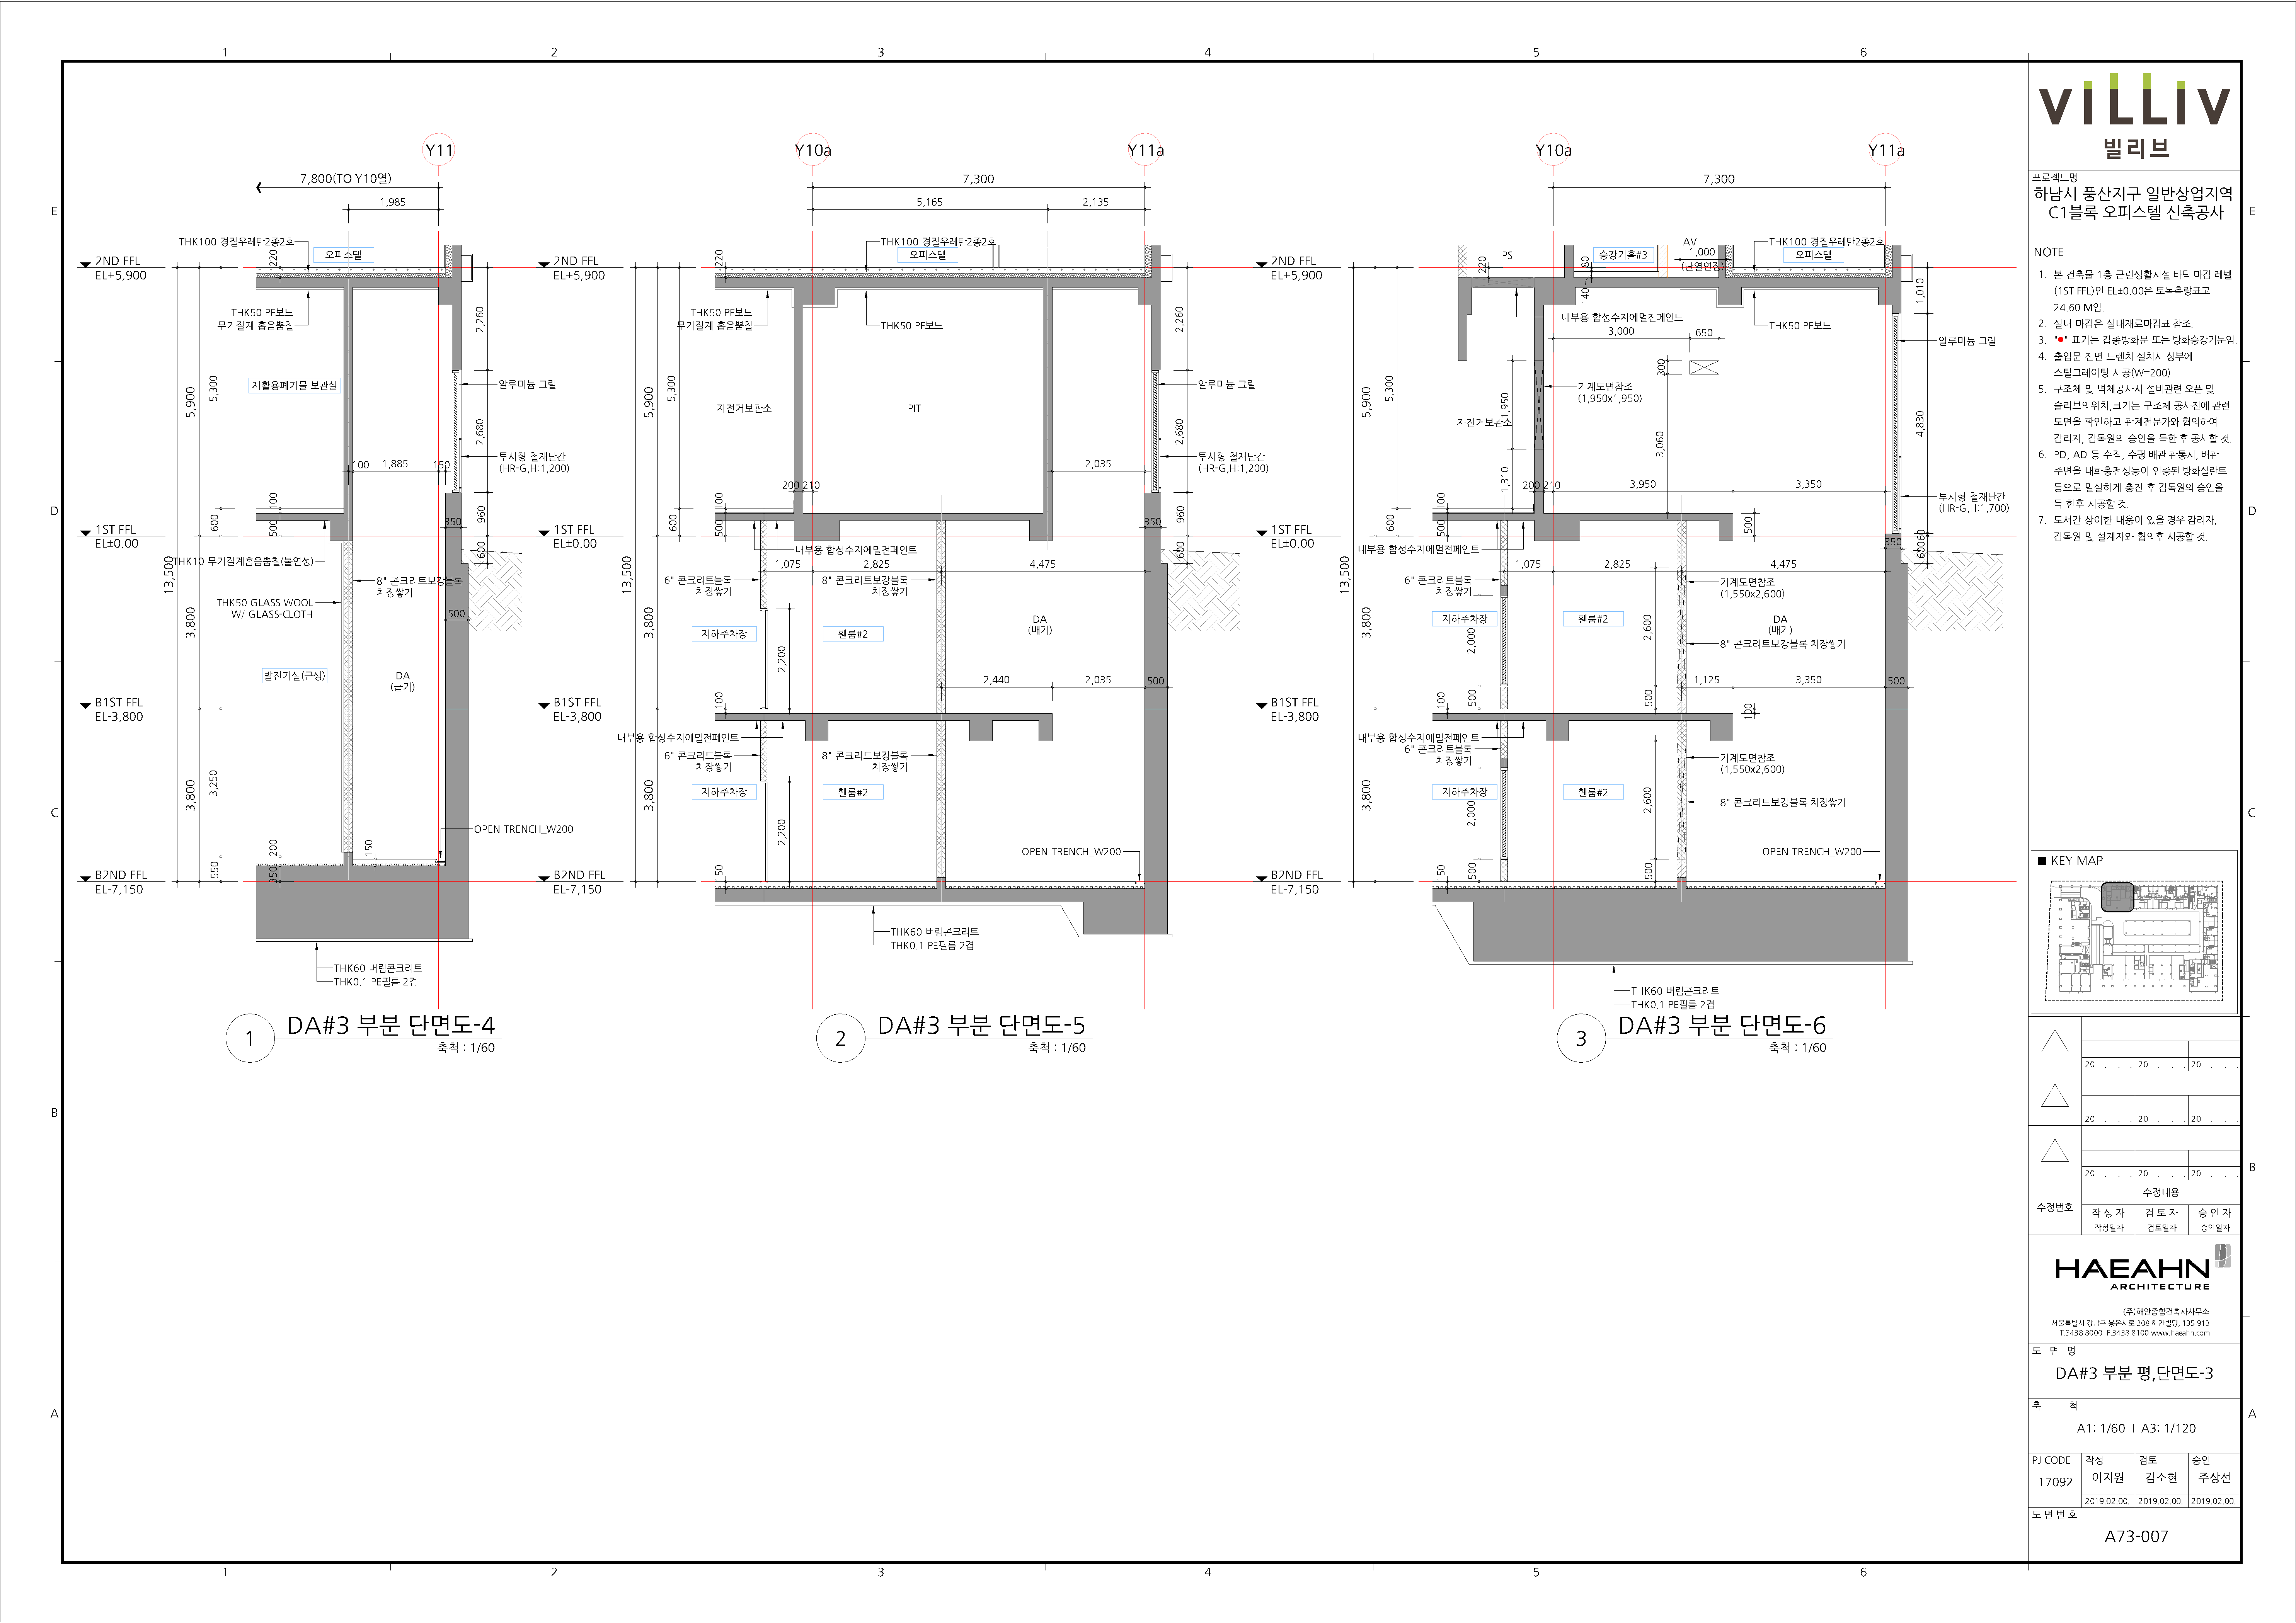 1
2
3
4
5
6
E
D
C
B
A
Y11
7,800(TO Y10열)
1,985
THK100 경질우레탄2종2호
오피스텔
220
2ND FFL
EL+5,900
THK50 PF보드
무기질계 흡음뿜칠
2,260
재활용폐기물 보관실
5,900
5,300
알루미늄 그릴
2,680
투시형 철재난간
(HR-G,H:1,200)
100
1,885
150
960
350
1ST FFL
EL±0.00
600
100
500
600
THK10 무기질계흡음뿜칠(불연성)
13,500
8" 콘크리트보강블록
치장쌓기
THK50 GLASS WOOL
W/ GLASS-CLOTH
500
3,800
발전기실(근생)
DA
(급기)
B1ST FFL
EL-3,800
3,800
3,250
OPEN TRENCH_W200
200
150
550
350
B2ND FFL
EL-7,150
THK60 버림콘크리트
THK0.1 PE필름 2겹
1
DA#3 부분 단면도-4
축척 : 1/60
Y10a
Y11a
7,300
5,165
2,135
THK100 경질우레탄2종2호
오피스텔
220
2ND FFL
EL+5,900
THK50 PF보드
무기질계 흡음뿜칠
THK50 PF보드
2,260
5,900
5,300
자전거보관소
PIT
알루미늄 그릴
2,680
투시형 철재난간
(HR-G,H:1,200)
2,035
200
210
100
500
600
960
350
600
1ST FFL
EL±0.00
내부용 합성수지에멀전페인트
13,500
1,075
2,825
4,475
6" 콘크리트블록
치장쌓기
8" 콘크리트보강블록
치장쌓기
3,800
지하주차장
휀룸#2
DA
(배기)
2,200
2,440
2,035
500
100
B1ST FFL
EL-3,800
내부용 합성수지에멀전페인트
6" 콘크리트블록
치장쌓기
8" 콘크리트보강블록
치장쌓기
3,800
지하주차장
휀룸#2
2,200
OPEN TRENCH_W200
150
B2ND FFL
EL-7,150
THK60 버림콘크리트
THK0.1 PE필름 2겹
2
DA#3 부분 단면도-5
축척 : 1/60
Y10a
Y11a
7,300
PS
승강기홀#3
AV
1,000
(단열연장)
THK100 경질우레탄2종2호
오피스텔
220
80
140
2ND FFL
EL+5,900
1,010
내부용 합성수지에멀전페인트
THK50 PF보드
3,000
650
300
알루미늄 그릴
기계도면참조
(1,950x1,950)
5,900
5,300
1,950
자전거보관소
3,060
4,830
1,310
200
210
3,950
3,350
투시형 철재난간
(HR-G,H:1,700)
100
500
600
500
350
60
600
1ST FFL
EL±0.00
내부용 합성수지에멀전페인트
13,500
1,075
2,825
4,475
6" 콘크리트블록
치장쌓기
기계도면참조
(1,550x2,600)
3,800
지하주차장
휀룸#2
DA
(배기)
2,000
2,600
8" 콘크리트보강블록 치장쌓기
1,125
3,350
500
100
500
500
100
B1ST FFL
EL-3,800
내부용 합성수지에멀전페인트
6" 콘크리트블록
치장쌓기
기계도면참조
(1,550x2,600)
3,800
지하주차장
휀룸#2
2,000
2,600
8" 콘크리트보강블록 치장쌓기
OPEN TRENCH_W200
150
500
500
B2ND FFL
EL-7,150
THK60 버림콘크리트
THK0.1 PE필름 2겹
3
DA#3 부분 단면도-6
축척 : 1/60
VILLIV
빌리브
프로젝트명
하남시 풍산지구 일반상업지역
C1블록 오피스텔 신축공사
NOTE
1. 본 건축물 1층 근린생활시설 바닥 마감 레벨
(1ST FFL)인 EL±0.00은 토목측량표고
24.60 M임.
2. 실내 마감은 실내재료마감표 참조.
3. "●" 표기는 갑종방화문 또는 방화승강기문임.
4. 출입문 전면 트렌치 설치시 상부에
스틸그레이팅 시공(W=200)
5. 구조체 및 벽체공사시 설비관련 오픈 및
슬리브의위치,크기는 구조체 공사전에 관련
도면을 확인하고 관계전문가와 협의하여
감리자, 감독원의 승인을 득한 후 공사할 것.
6. PD, AD 등 수직, 수평 배관 관통시, 배관
주변을 내화충전성능이 인증된 방화실란트
등으로 밀실하게 충진 후 감독원의 승인을
득 한후 시공할 것.
7. 도서간 상이한 내용이 있을 경우 감리자,
감독원 및 설계자와 협의후 시공할 것.
■ KEY MAP
20 . . . 20 . . . 20 . . .
20 . . . 20 . . . 20 . . .
20 . . . 20 . . . 20 . . .
수정번호
수정내용
작 성 자 검 토 자 승 인 자
작성일자 검토일자 승인일자
HAEAHN
ARCHITECTURE
(주)해안종합건축사사무소
서울특별시 강남구 봉은사로 208 해안빌딩, 135-913
T.3438 8000 F.3438 8100 www.haeahn.com
도 면 명
DA#3 부분 평,단면도-3
축 척
A1: 1/60 I A3: 1/120
PJ CODE 작성 검토 승인
17092 이지원 김소현 주상선
2019.02.00. 2019.02.00. 2019.02.00.
도 면 번 호
A73-007
E
D
C
B
A
1
2
3
4
5
6